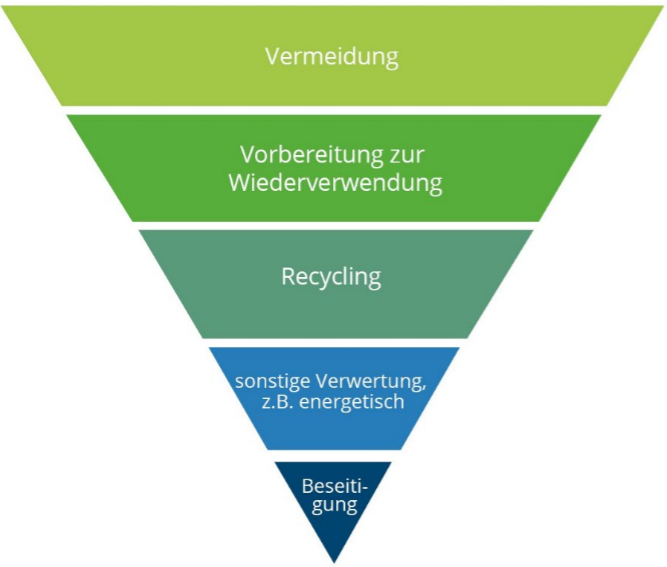 Vermeidung
Vorbereitung zur
Wiederverwendung
Recycling
sonstige Verwertung,
z.B. energetisch
Beseiti-
gung